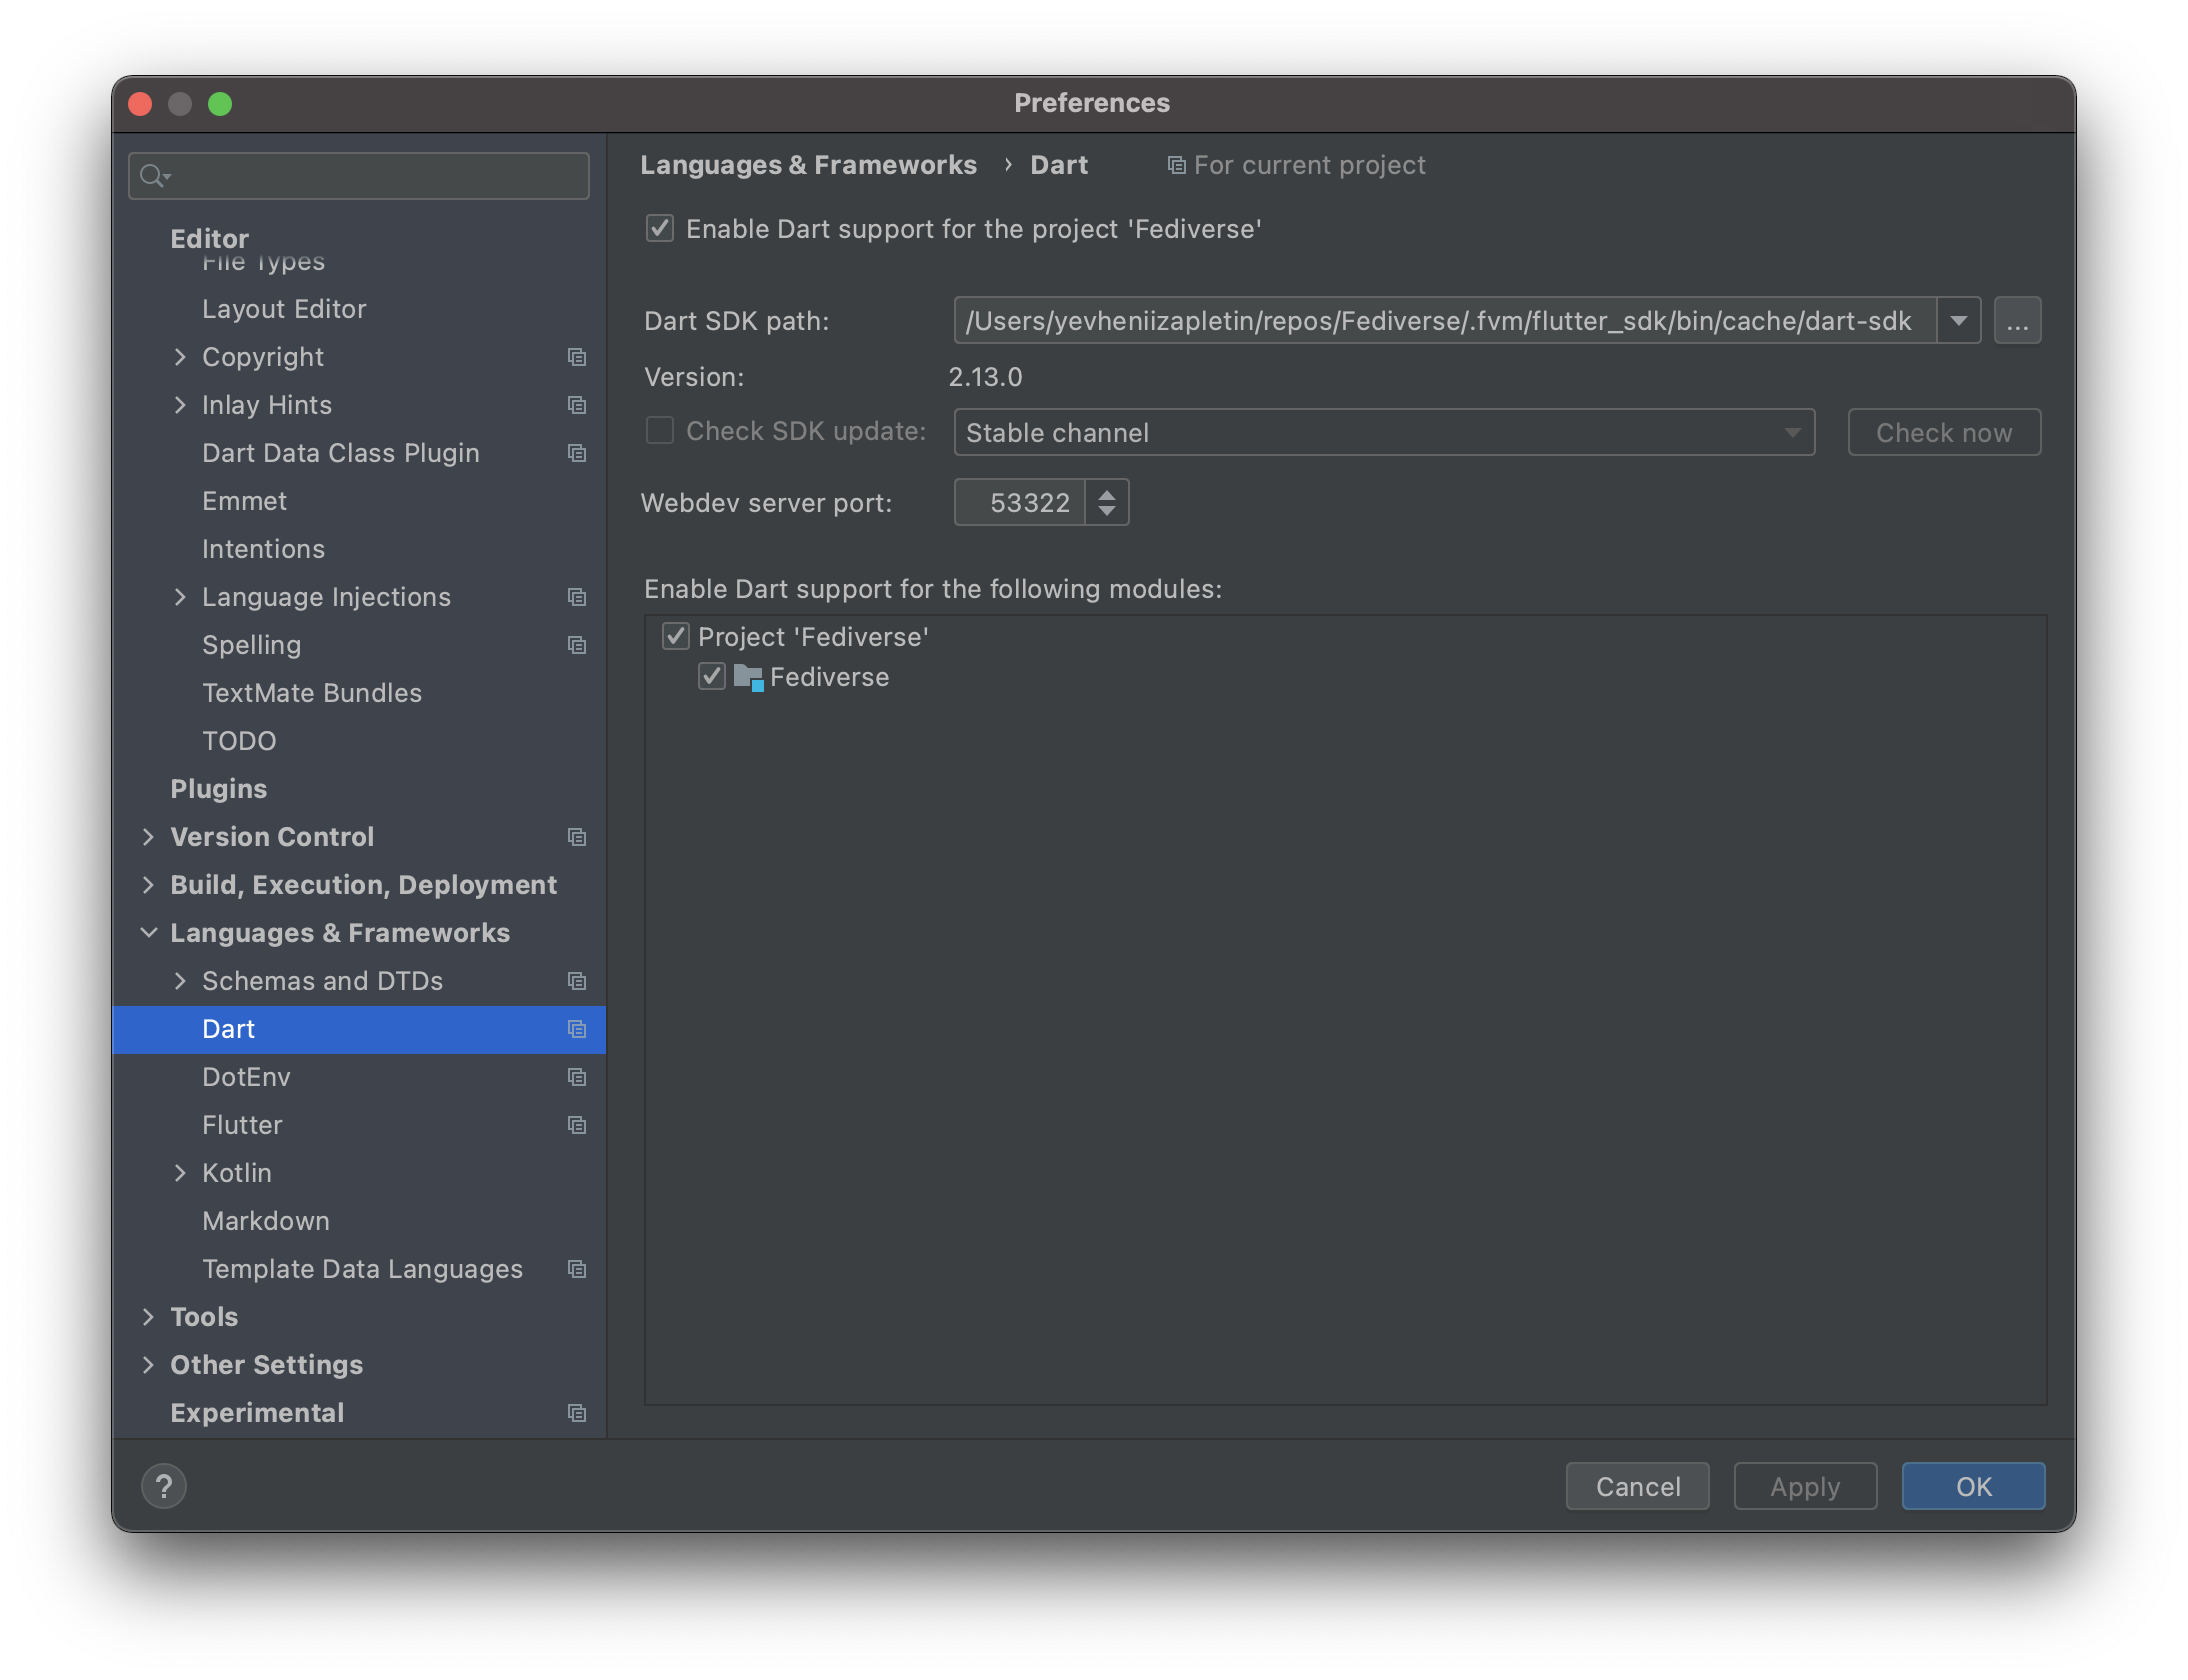 Preferences
Editor
File Types
Layout Editor
Copyright
Inlay Hints
Dart Data Class Plugin
Emmet
Intentions
Language Injections
Spelling
TextMate Bundles
TODO
Plugins
Version Control
Build, Execution, Deployment
Languages & Frameworks
Schemas and DTDs
Dart
DotEnv
Flutter
Kotlin
Markdown
Template Data Languages
Tools
Other Settings
Experimental
Languages & Frameworks › Dart For current project
Enable Dart support for the project 'Fediverse'
Dart SDK path: /Users/yevheniizapletin/repos/Fediverse/.fvm/flutter_sdk/bin/cache/dart-sdk ...
Version: 2.13.0
Check SDK update: Stable channel Check now
Webdev server port: 53322
Enable Dart support for the following modules:
Project 'Fediverse'
Fediverse
? Cancel Apply OK